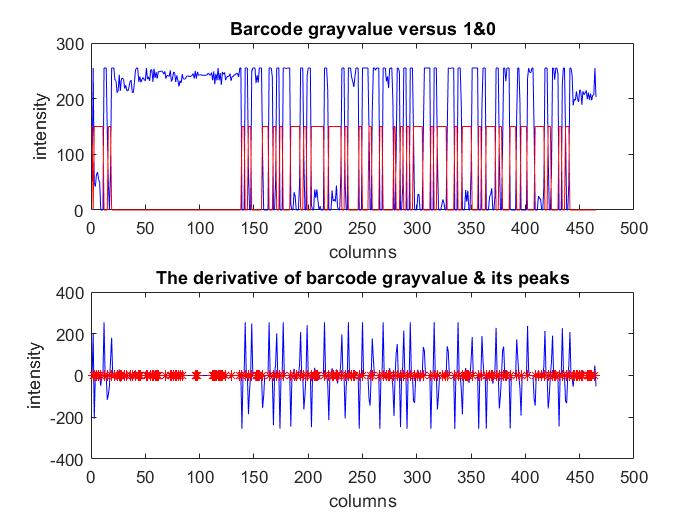 Barcode grayvalue versus 1&0
300
200
100
0
intensity
0 50 100 150 200 250 300 350 400 450 500
columns
The derivative of barcode grayvalue & its peaks
400
200
0
-200
-400
intensity
0 50 100 150 200 250 300 350 400 450 500
columns